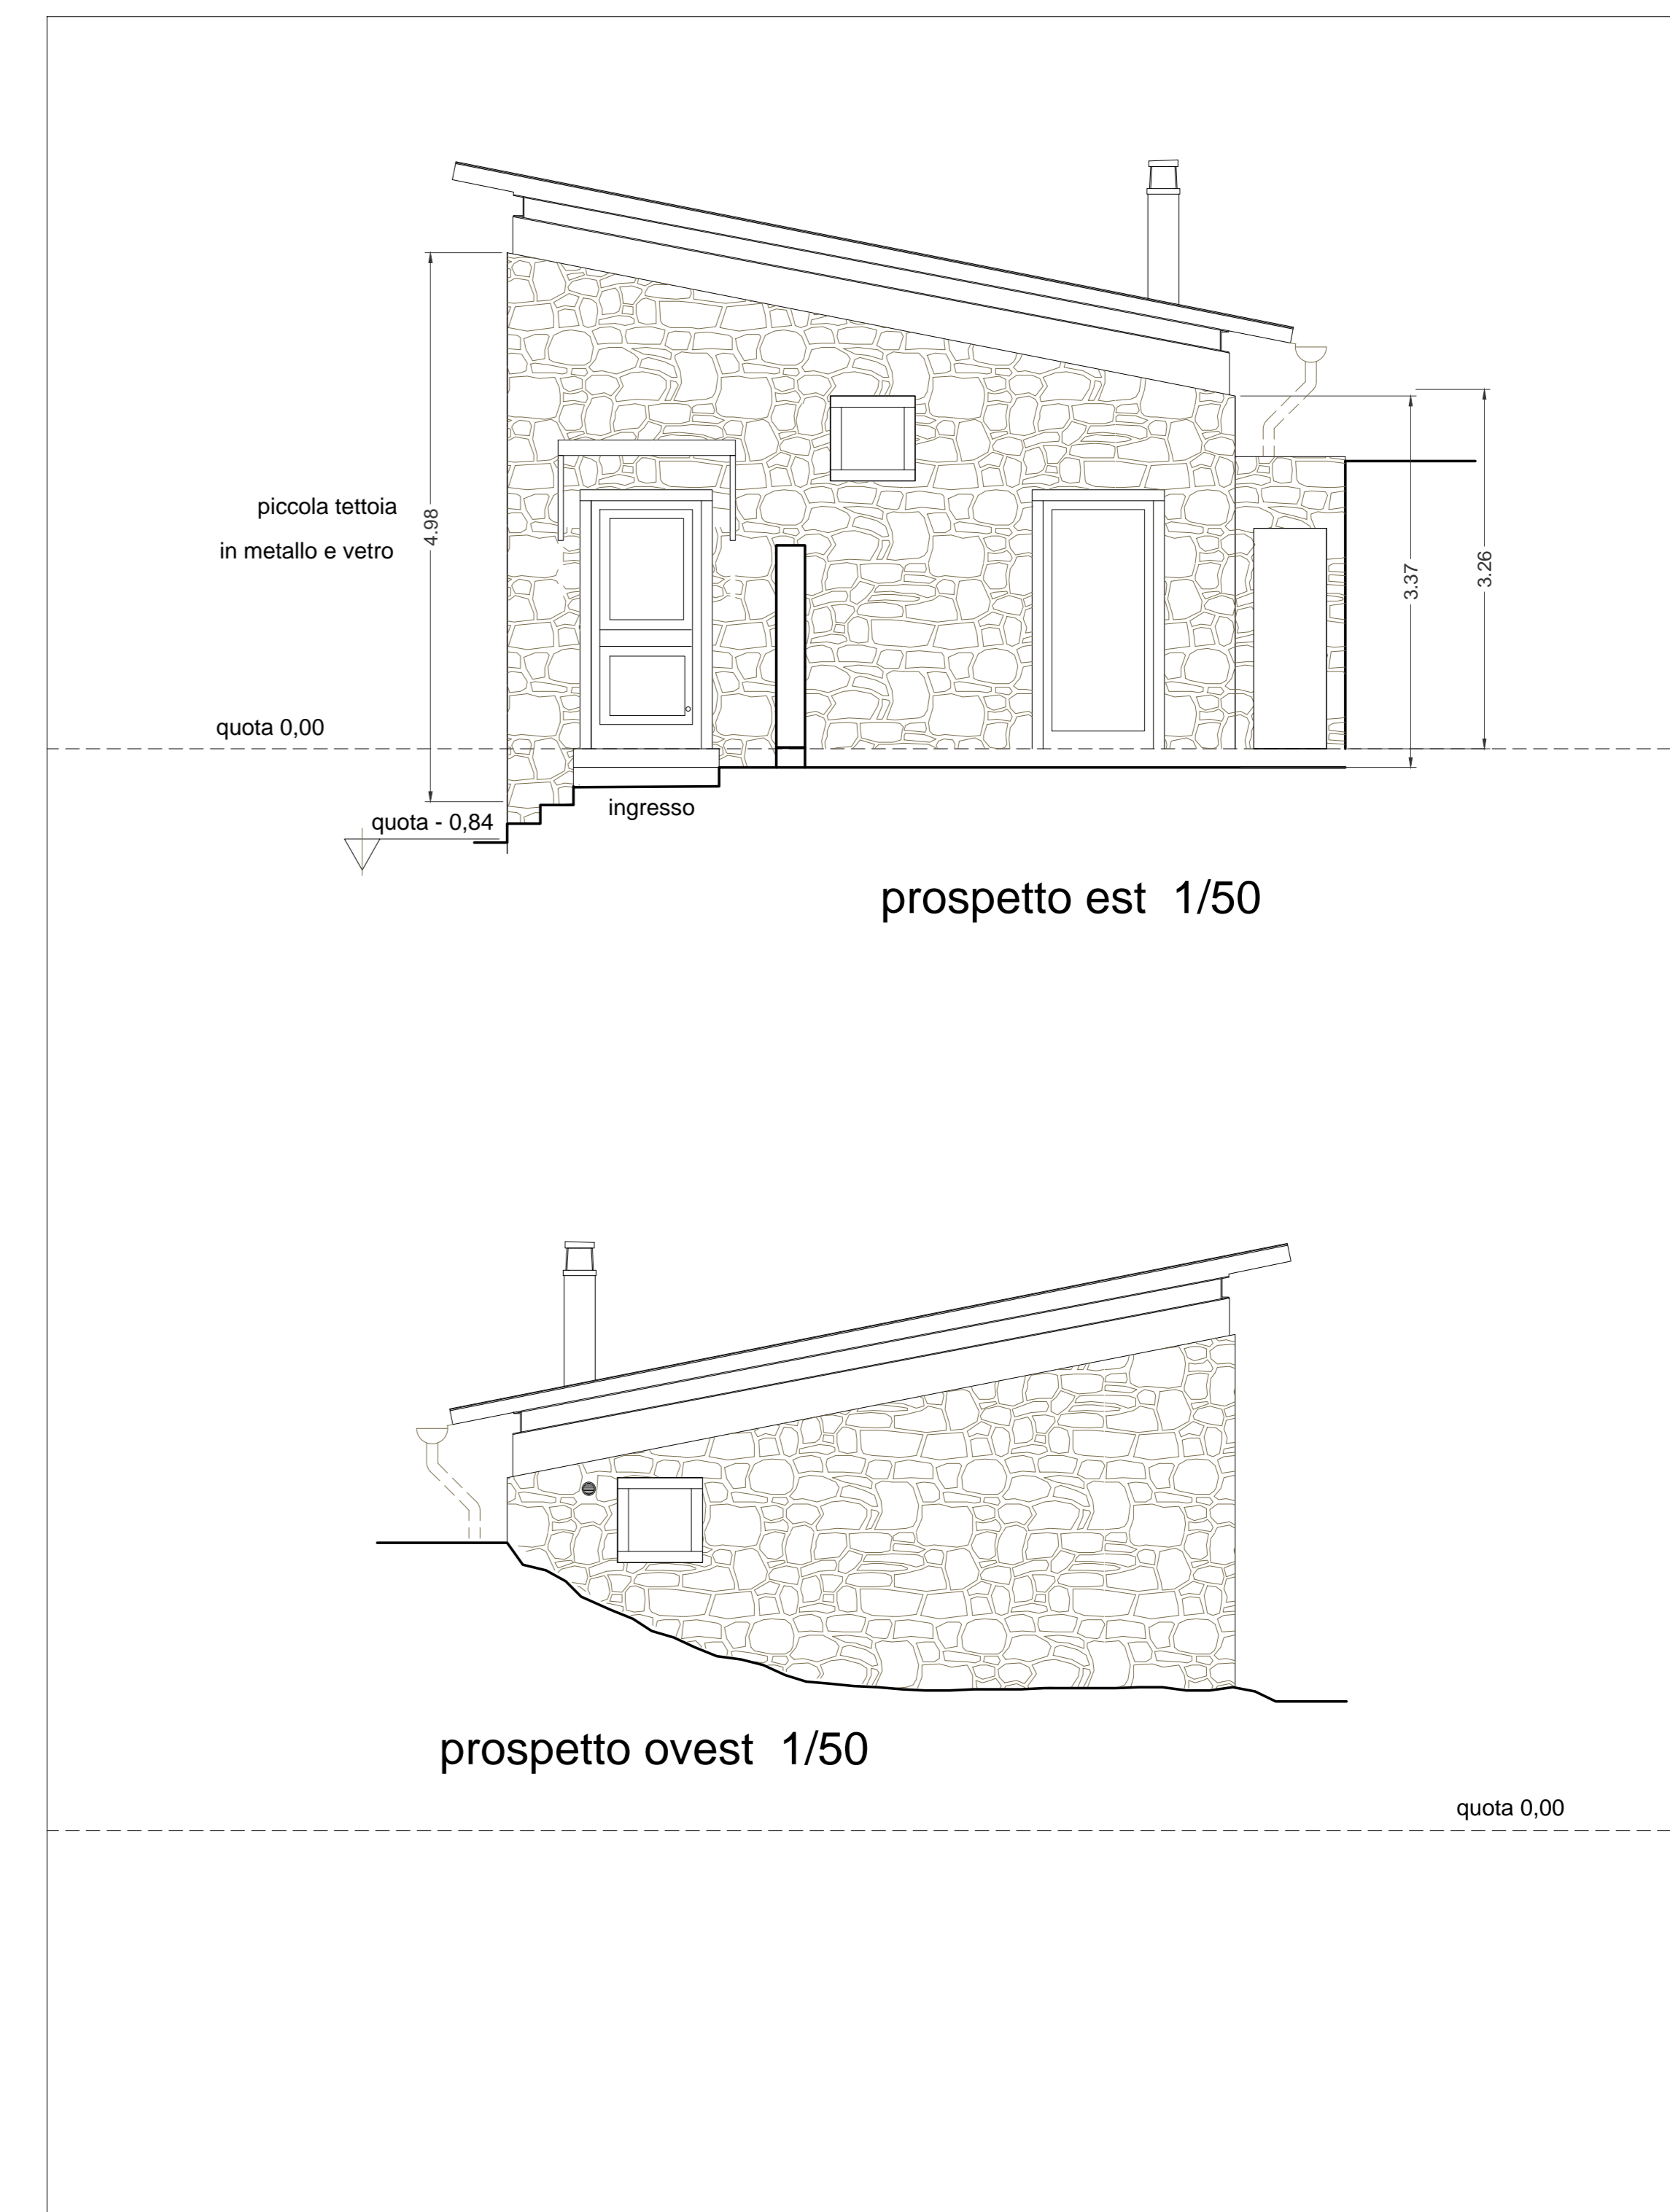 piccola tettoia
in metallo e vetro
4.98
3.37
3.26
quota 0,00
ingresso
quota - 0,84
prospetto est 1/50
prospetto ovest 1/50
quota 0,00